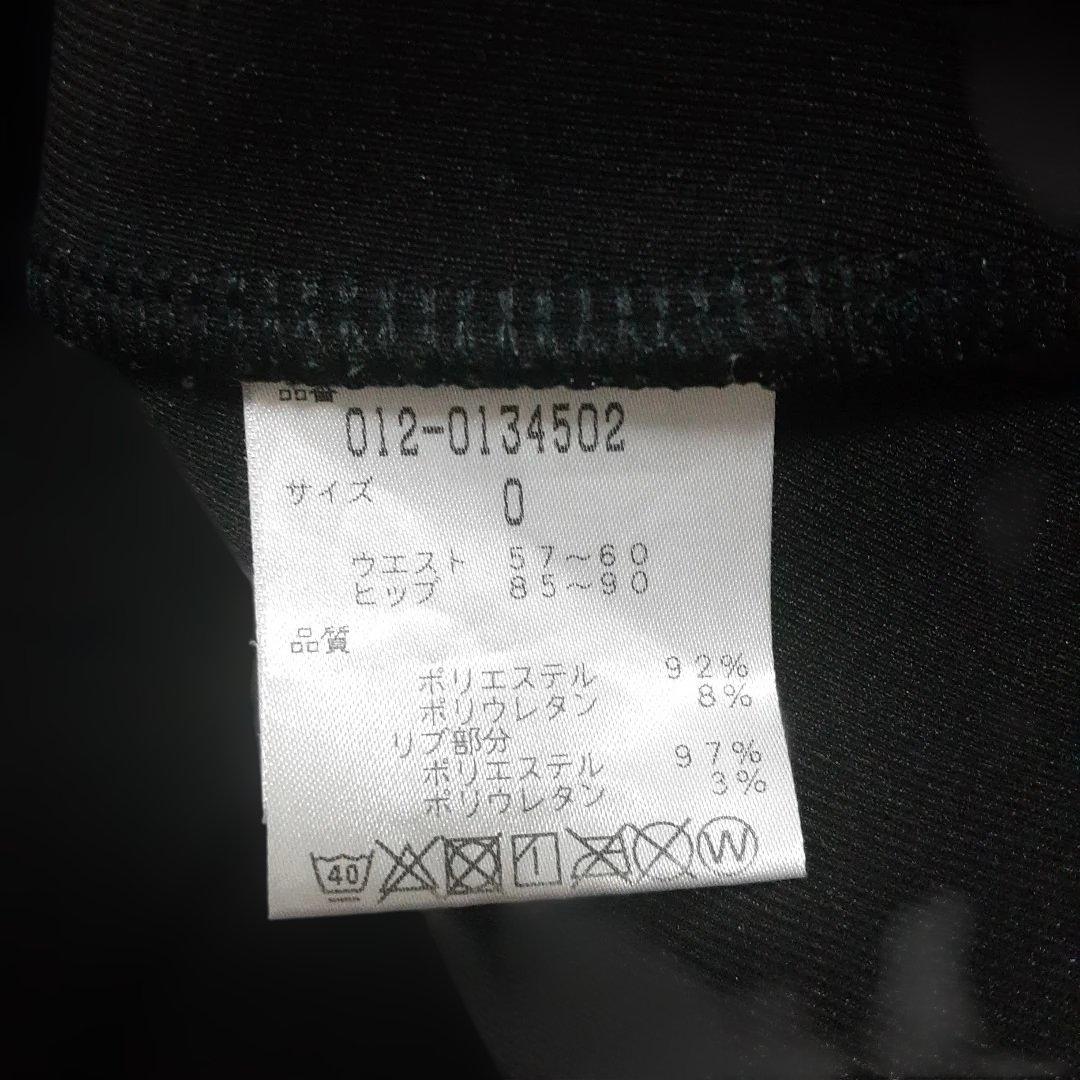 品番
012-0134502
サイズ 0
ウエスト 57～60
ヒップ 85～90
品質
ポリエステル 92%
ポリウレタン 8%
リブ部分
ポリエステル 97%
ポリウレタン 3%
40 W